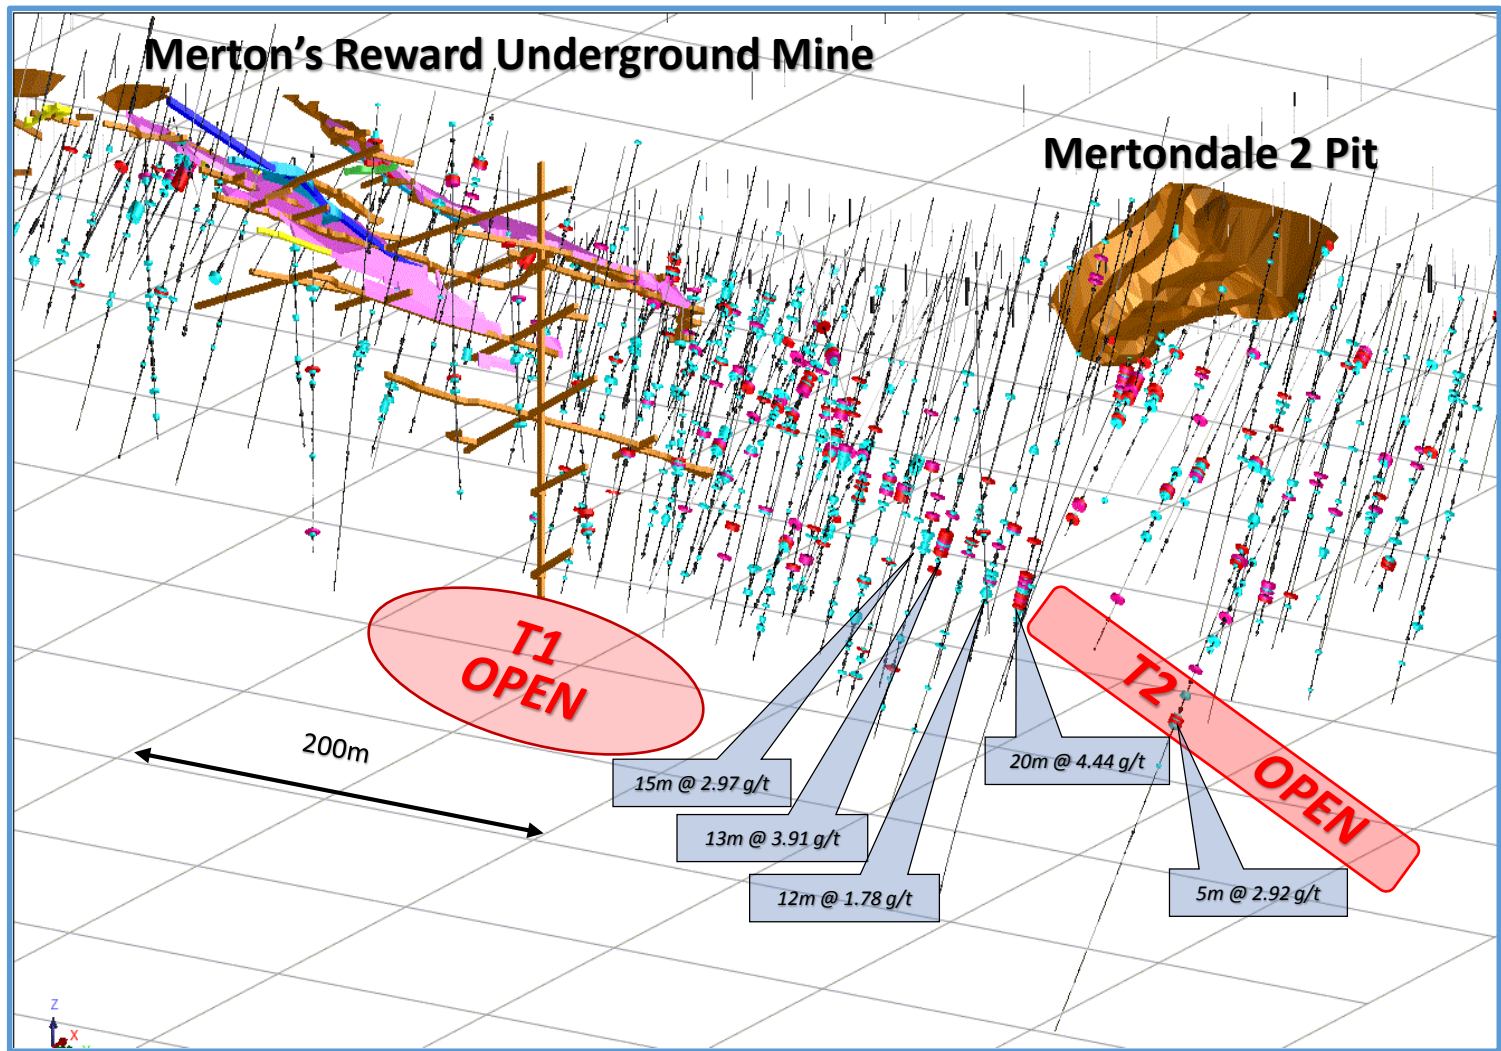 Merton's Reward Underground Mine
Mertondale 2 Pit
T1
OPEN
T2
OPEN
200m
15m @ 2.97 g/t
20m @ 4.44 g/t
13m @ 3.91 g/t
12m @ 1.78 g/t
5m @ 2.92 g/t
Z
X